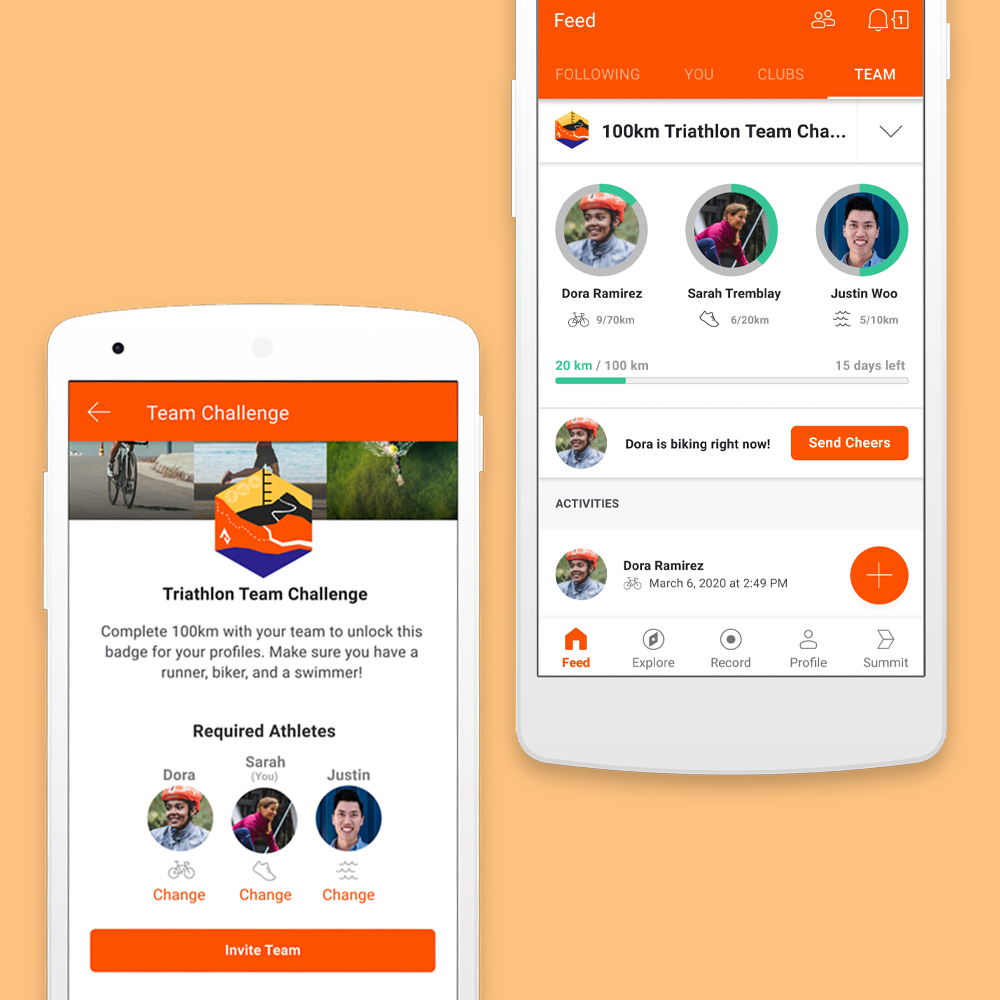 Feed
1
FOLLOWING YOU CLUBS TEAM
100km Triathlon Team Cha...
Dora Ramirez Sarah Tremblay Justin Woo
9/70km 6/20km 5/10km
20 km / 100 km 15 days left
Dora is biking right now! Send Cheers
ACTIVITIES
Dora Ramirez
March 6, 2020 at 2:49 PM
Feed Explore Record Profile Summit
Team Challenge
Triathlon Team Challenge
Complete 100km with your team to unlock this
badge for your profiles. Make sure you have a
runner, biker, and a swimmer!
Required Athletes
Dora Sarah Justin
(You)
Change Change Change
Invite Team